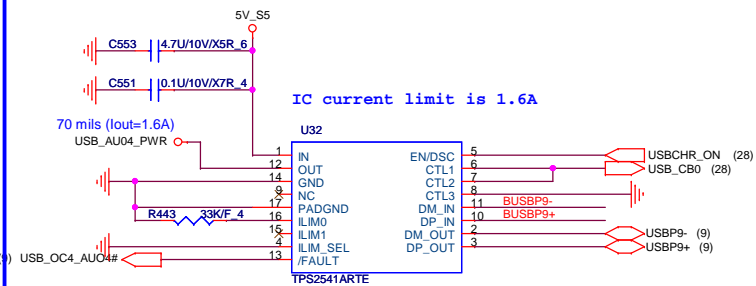 5V_S5
C553 4.7U/10V/X5R_6
C551 0.1U/10V/X7R_4
IC current limit is 1.6A
70 mils (Iout=1.6A)
USB_AU04_PWR
U32
1 IN EN/DSC 5 USBCHR_ON (28)
12 OUT CTL1 6 USB_CB0 (28)
14 GND CTL2 7
9 NC CTL3 8
17 PADGND DM_IN 11 BUSBP9-
R443 33K/F_4 16 ILIM0 DP_IN 10 BUSBP9+
15 ILIM1 DM_OUT 2 USBP9- (9)
4 ILIM_SEL DP_OUT 3 USBP9+ (9)
USB_OC4_AUO4# 13 /FAULT
TPS2541ARTE